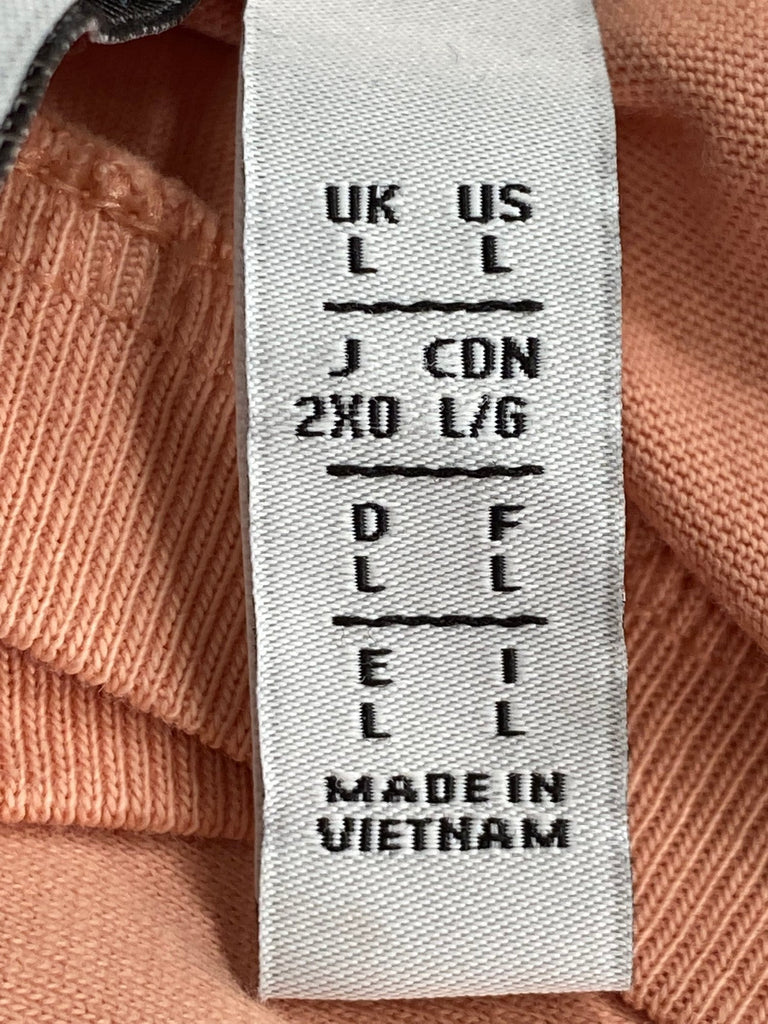 UK US
L L
J CDN
2XO L/G
D F
L L
E I
L L
MADE IN
VIETNAM